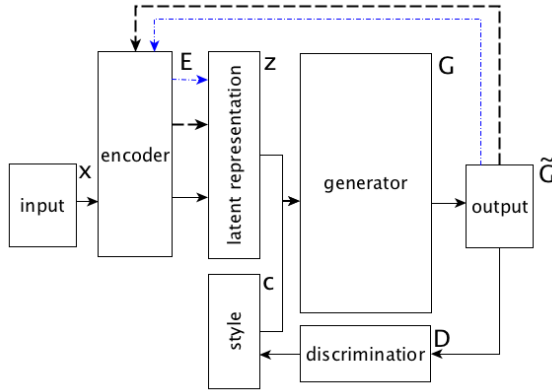 E
z
G
x
encoder
latent representation
generator
G̃
input
output
c
style
D
discriminatior